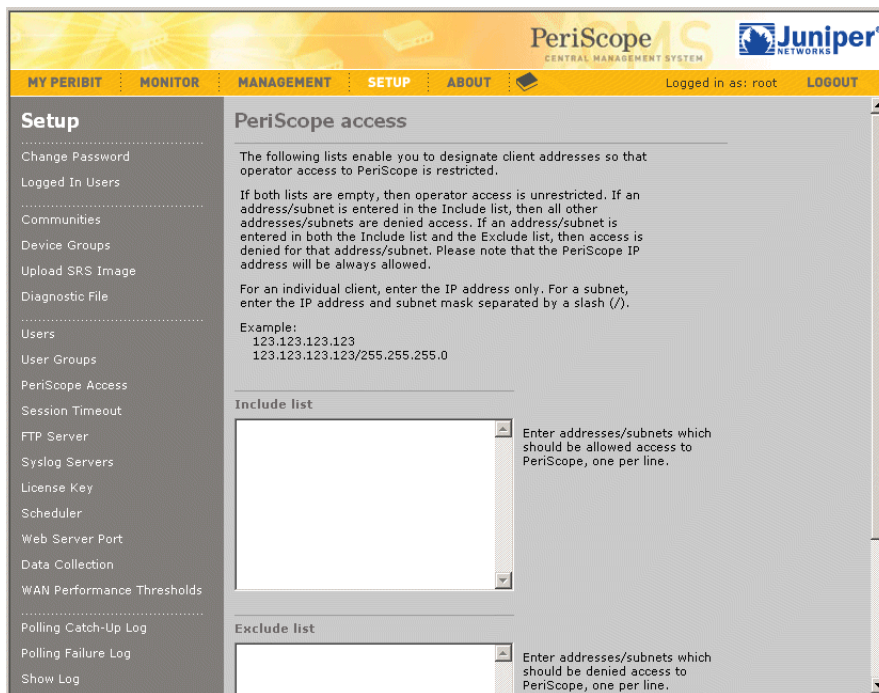 PeriScope
CENTRAL MANAGEMENT SYSTEM
Juniper
NETWORKS
MY PERIBIT
MONITOR
MANAGEMENT
SETUP
ABOUT
Logged in as: root
LOGOUT
Setup
Change Password
Logged In Users
Communities
Device Groups
Upload SRS Image
Diagnostic File
Users
User Groups
PeriScope Access
Session Timeout
FTP Server
Syslog Servers
License Key
Scheduler
Web Server Port
Data Collection
WAN Performance Thresholds
Polling Catch-Up Log
Polling Failure Log
Show Log
PeriScope access
The following lists enable you to designate client addresses so that
operator access to PeriScope is restricted.
If both lists are empty, then operator access is unrestricted. If an
address/subnet is entered in the Include list, then all other
addresses/subnets are denied access. If an address/subnet is
entered in both the Include list and the Exclude list, then access is
denied for that address/subnet. Please note that the PeriScope IP
address will be always allowed.
For an individual client, enter the IP address only. For a subnet,
enter the IP address and subnet mask separated by a slash (/).
Example:
123.123.123.123
123.123.123.123/255.255.255.0
Include list
Enter addresses/subnets which
should be allowed access to
PeriScope, one per line.
Exclude list
Enter addresses/subnets which
should be denied access to
PeriScope, one per line.